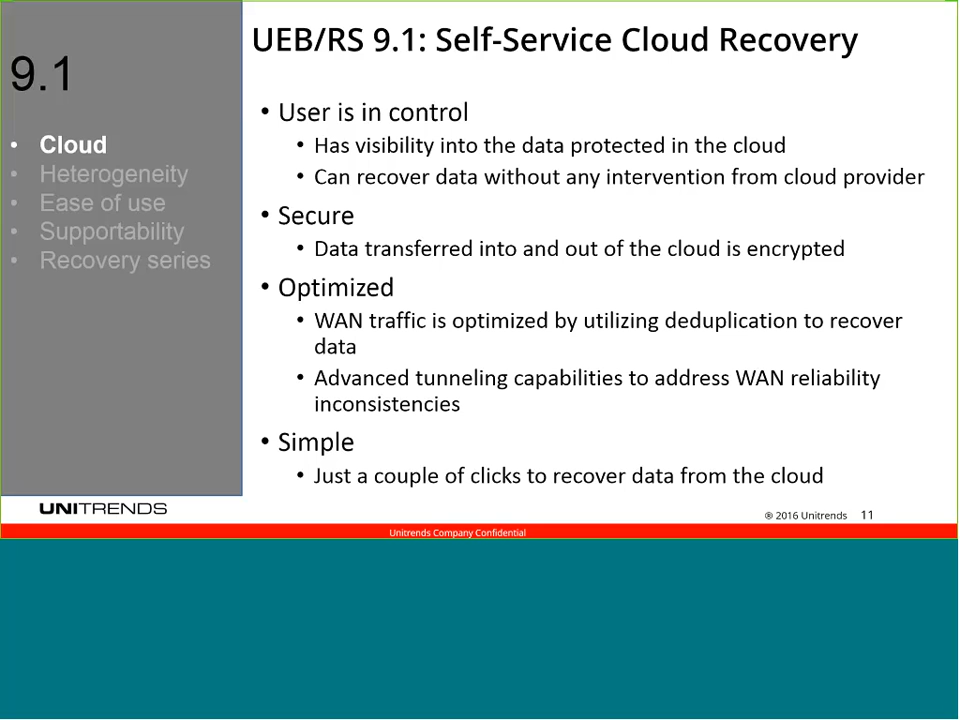 9.1
• Cloud
• Heterogeneity
• Ease of use
• Supportability
• Recovery series
UEB/RS 9.1: Self-Service Cloud Recovery
• User is in control
• Has visibility into the data protected in the cloud
• Can recover data without any intervention from cloud provider
• Secure
• Data transferred into and out of the cloud is encrypted
• Optimized
• WAN traffic is optimized by utilizing deduplication to recover
data
• Advanced tunneling capabilities to address WAN reliability
inconsistencies
• Simple
• Just a couple of clicks to recover data from the cloud
UNITRENDS
® 2016 Unitrends 11
Unitrends Company Confidential